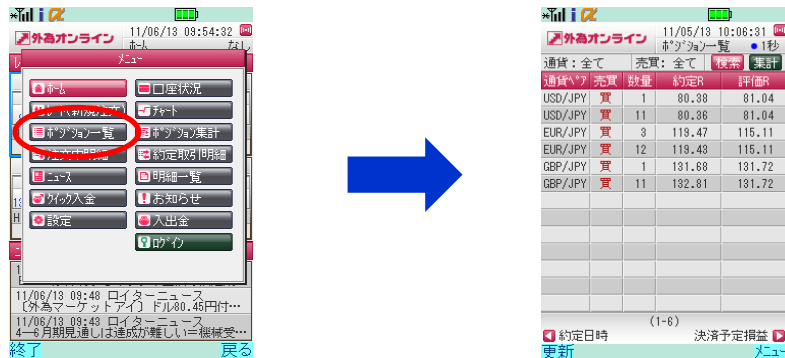 i α
外為オンライン
11/06/13 09:54:32
ﾎｰﾑ なし
ﾒﾆｭｰ
ﾎｰﾑ 口座状況
ﾚｰﾄ(新規注文) ﾁｬｰﾄ
ﾎﾟｼﾞｼｮﾝ一覧 ﾎﾟｼﾞｼｮﾝ集計
注文中明細 約定取引明細
ﾆｭｰｽ 明細一覧
ｸｲｯｸ入金 お知らせ
設定 入出金
ﾛｸﾞｲﾝ
11/06/13 09:48 ロイターニュース
〔外為マーケットアイ〕ドル80.45円付…
11/06/13 09:43 ロイターニュース
4―6月期見通しは達成が難しい＝機械受…
終了 戻る
i α
外為オンライン
11/05/13 10:06:31
ﾎﾟｼﾞｼｮﾝ一覧 ●1秒
通貨：全て 売買：全て 検索 集計
通貨ﾍﾟｱ 売買 数量 約定R 評価R
USD/JPY 買 1 80.38 81.04
USD/JPY 買 11 80.36 81.04
EUR/JPY 買 3 119.47 115.11
EUR/JPY 買 12 119.43 115.11
GBP/JPY 買 1 131.68 131.72
GBP/JPY 買 11 132.81 131.72
(1-6)
約定日時 決済予定損益
更新 ﾒﾆｭｰ